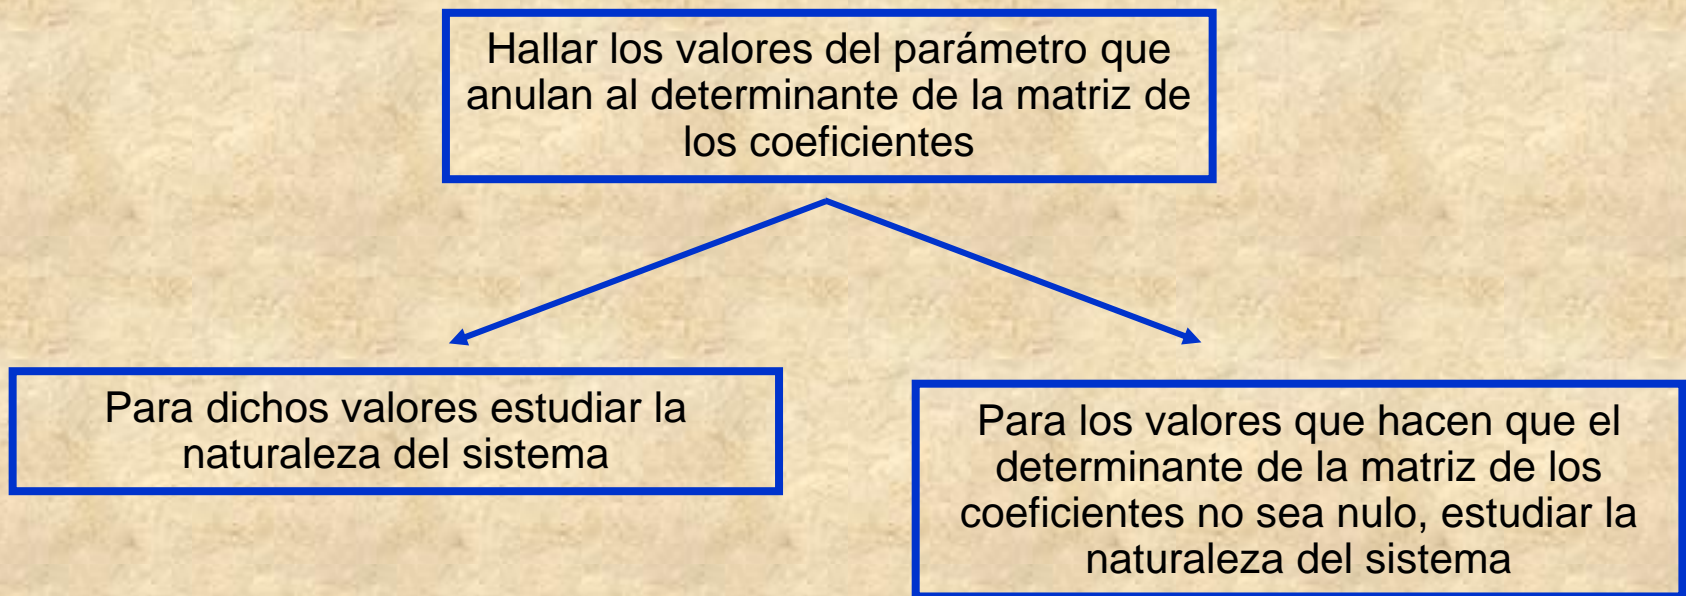 Hallar los valores del parámetro que
anulan al determinante de la matriz de
los coeficientes
Para dichos valores estudiar la
naturaleza del sistema
Para los valores que hacen que el
determinante de la matriz de los
coeficientes no sea nulo, estudiar la
naturaleza del sistema